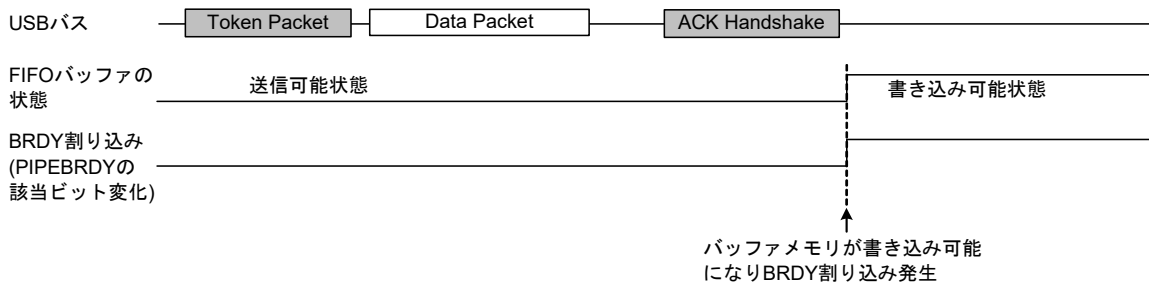 USBバス
Token Packet
Data Packet
ACK Handshake
FIFOバッファの
状態
送信可能状態
書き込み可能状態
BRDY割り込み
(PIPEBRDYの
該当ビット変化)
バッファメモリが書き込み可能
になりBRDY割り込み発生